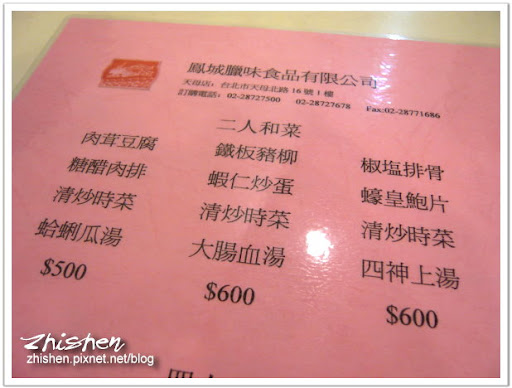 鳳城臘味食品有限公司
天母店：台北市天母北路 16 號 1 樓
訂購電話：02-28727500 02-28727678 Fax:02-28771686
二人和菜
肉茸豆腐 鐵板豬柳 椒塩排骨
糖醋肉排 蝦仁炒蛋 蠔皇鮑片
清炒時菜 清炒時菜 清炒時菜
蛤蜊瓜湯 大腸血湯 四神上湯
$500 $600 $600
Zhishen
zhishen.pixnet.net/blog